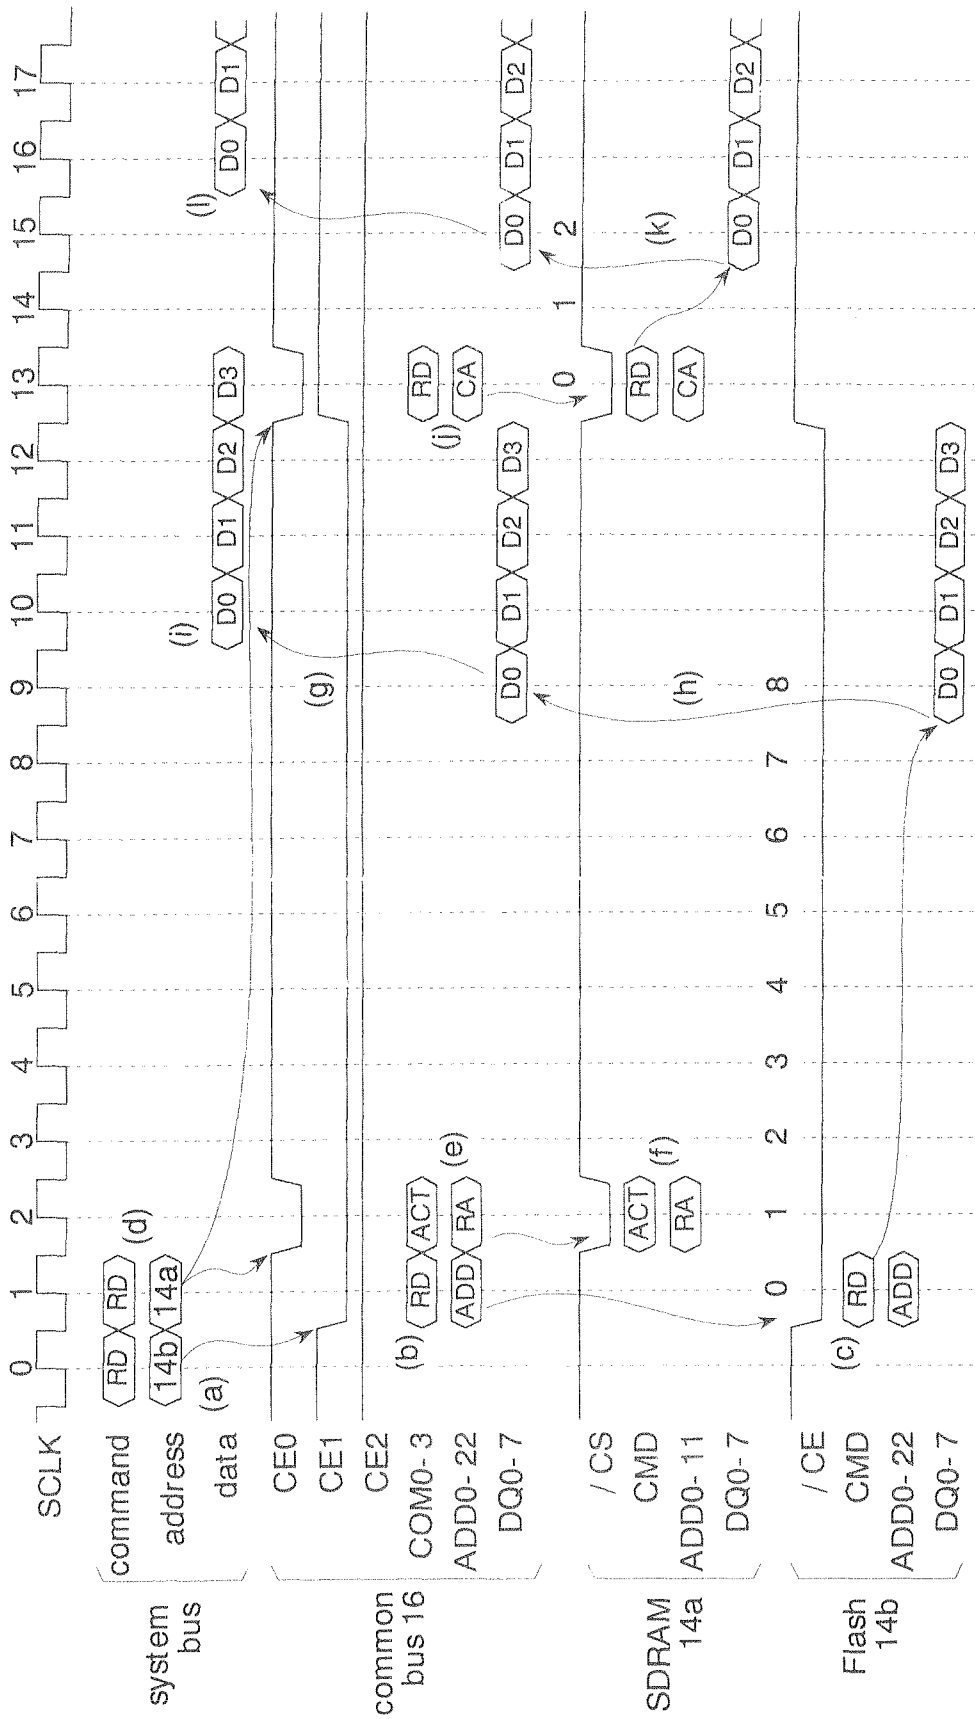 SCLK 0 1 2 3 4 5 6 7 8 9 10 11 12 13 14 15 16 17
system bus
command RD RD
(d)
address 14b 14a
(a)
(i) (l)
data D0 D1 D2 D3 D0 D1
common bus 16
CE0
CE1
(g)
CE2
(b)
COM0-3 RD ACT RD
ADD0-22 ADD RA CA
(e) (j)
DQ0-7 D0 D1 D2 D3 D0 D1 D2
0 1 2
SDRAM 14a
/CS
CMD ACT RD
(f) (h) (k)
ADD0-11 RA CA
DQ0-7 D0 D1 D2
0 1 2 3 4 5 6 7 8
Flash 14b
/CE
(c)
CMD RD
ADD0-22 ADD
DQ0-7 D0 D1 D2 D3